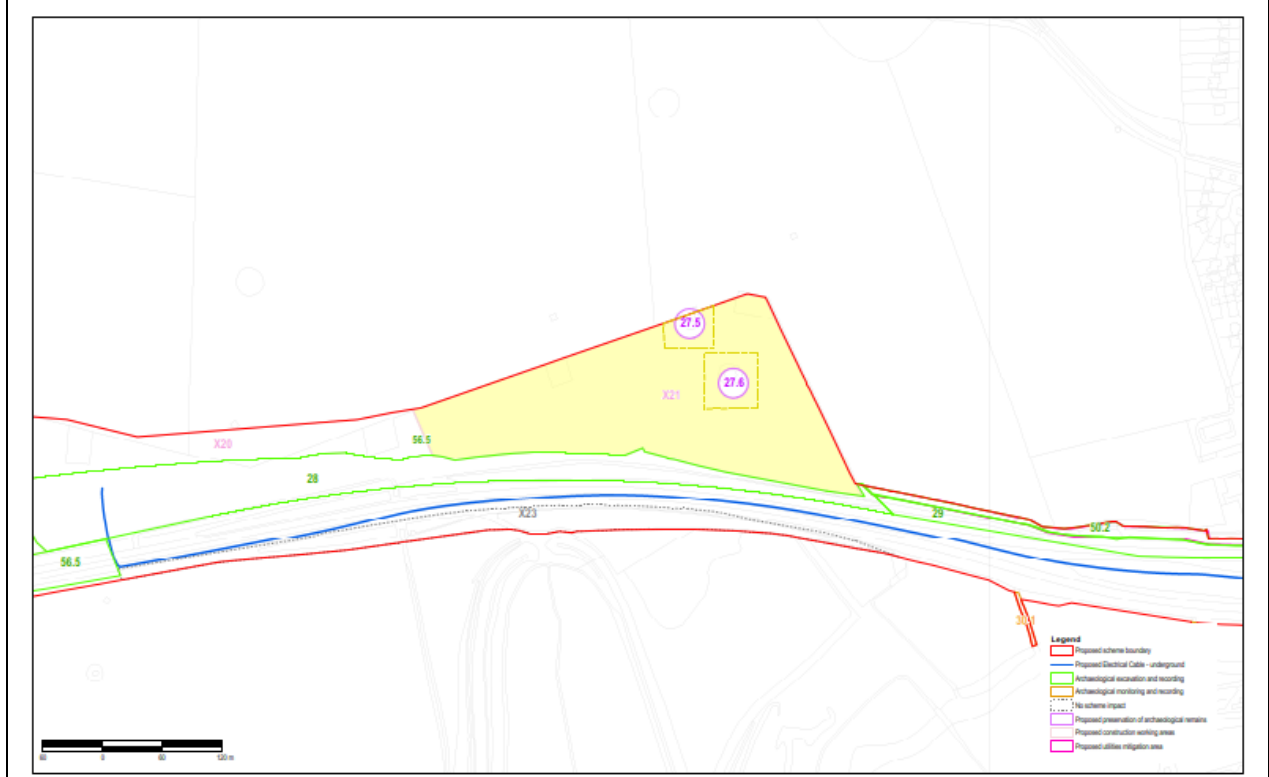 27.5
27.6
X21
X20
56.5
28
X23
29
50.2
56.5
30.1
Legend
Proposed scheme boundary
Proposed Electrical Cable - underground
Archaeological excavation and recording
Archaeological monitoring and recording
No scheme impact
Proposed preservation of archaeological remains
Proposed construction working areas
Proposed utilities mitigation area
60 0 60 120 m